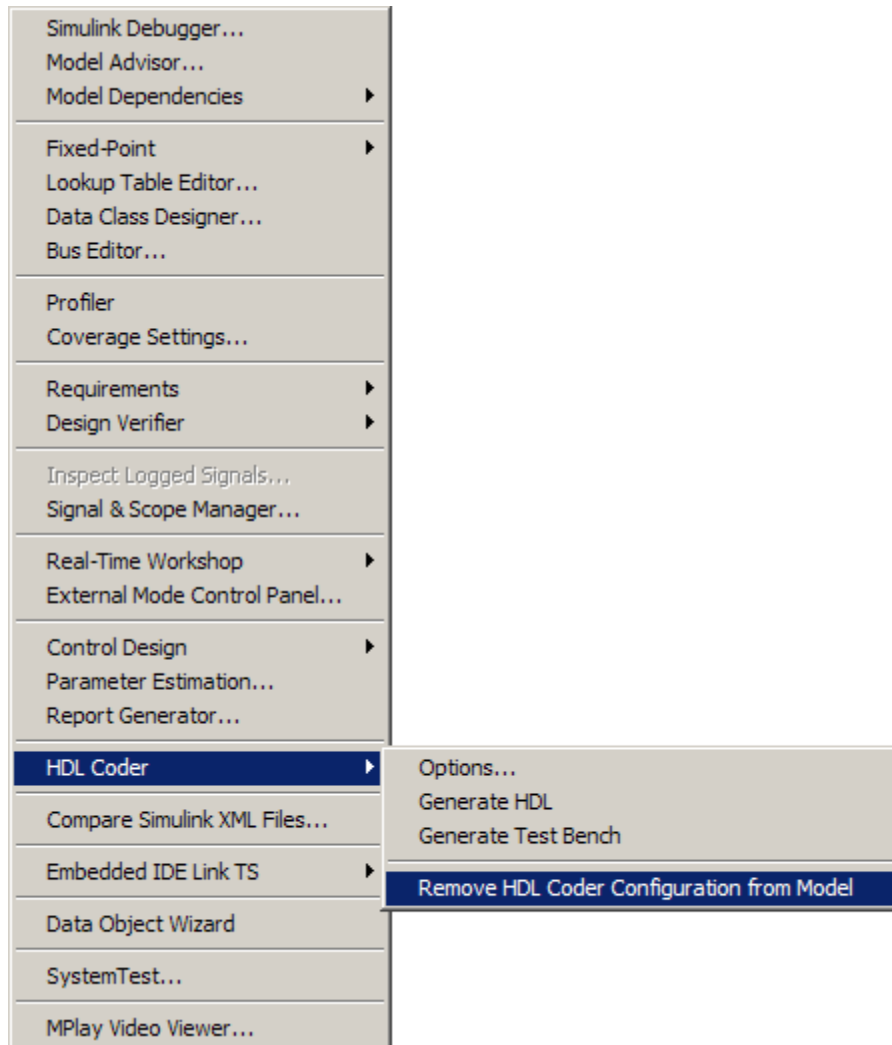 Simulink Debugger...
Model Advisor...
Model Dependencies
Fixed-Point
Lookup Table Editor...
Data Class Designer...
Bus Editor...
Profiler
Coverage Settings...
Requirements
Design Verifier
Inspect Logged Signals...
Signal & Scope Manager...
Real-Time Workshop
External Mode Control Panel...
Control Design
Parameter Estimation...
Report Generator...
HDL Coder
Options...
Generate HDL
Generate Test Bench
Remove HDL Coder Configuration from Model
Compare Simulink XML Files...
Embedded IDE Link TS
Data Object Wizard
SystemTest...
MPlay Video Viewer...